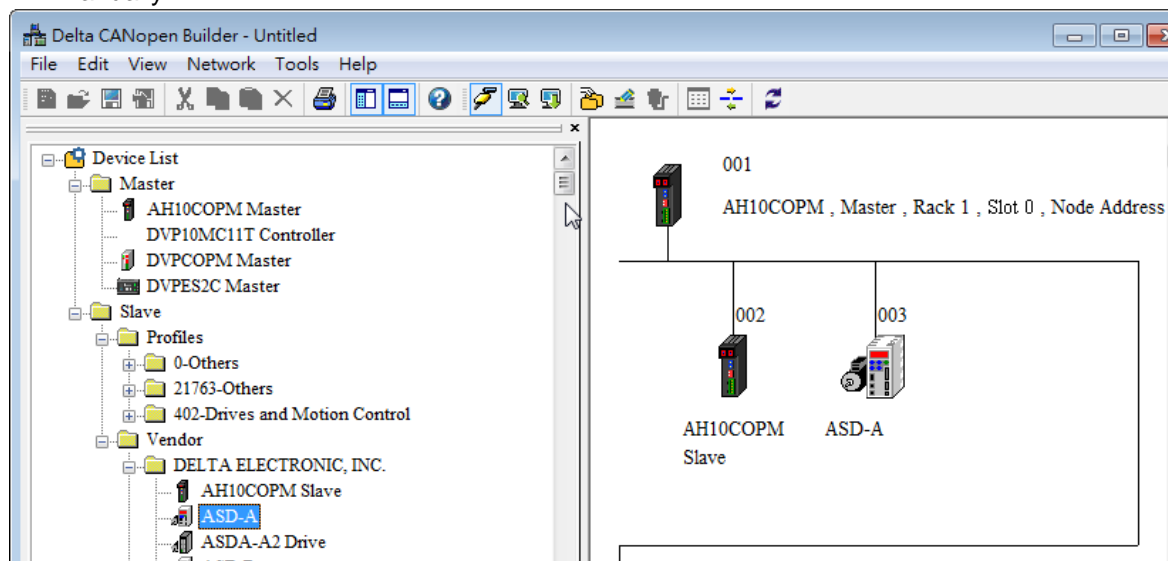 Delta CANopen Builder - Untitled
File Edit View Network Tools Help
Device List
Master
AH10COPM Master
DVP10MC11T Controller
DVPCOPM Master
DVPES2C Master
Slave
Profiles
0-Others
21763-Others
402-Drives and Motion Control
Vendor
DELTA ELECTRONIC, INC.
AH10COPM Slave
ASD-A
ASDA-A2 Drive
001
AH10COPM , Master , Rack 1 , Slot 0 , Node Address
002
003
AH10COPM
Slave
ASD-A